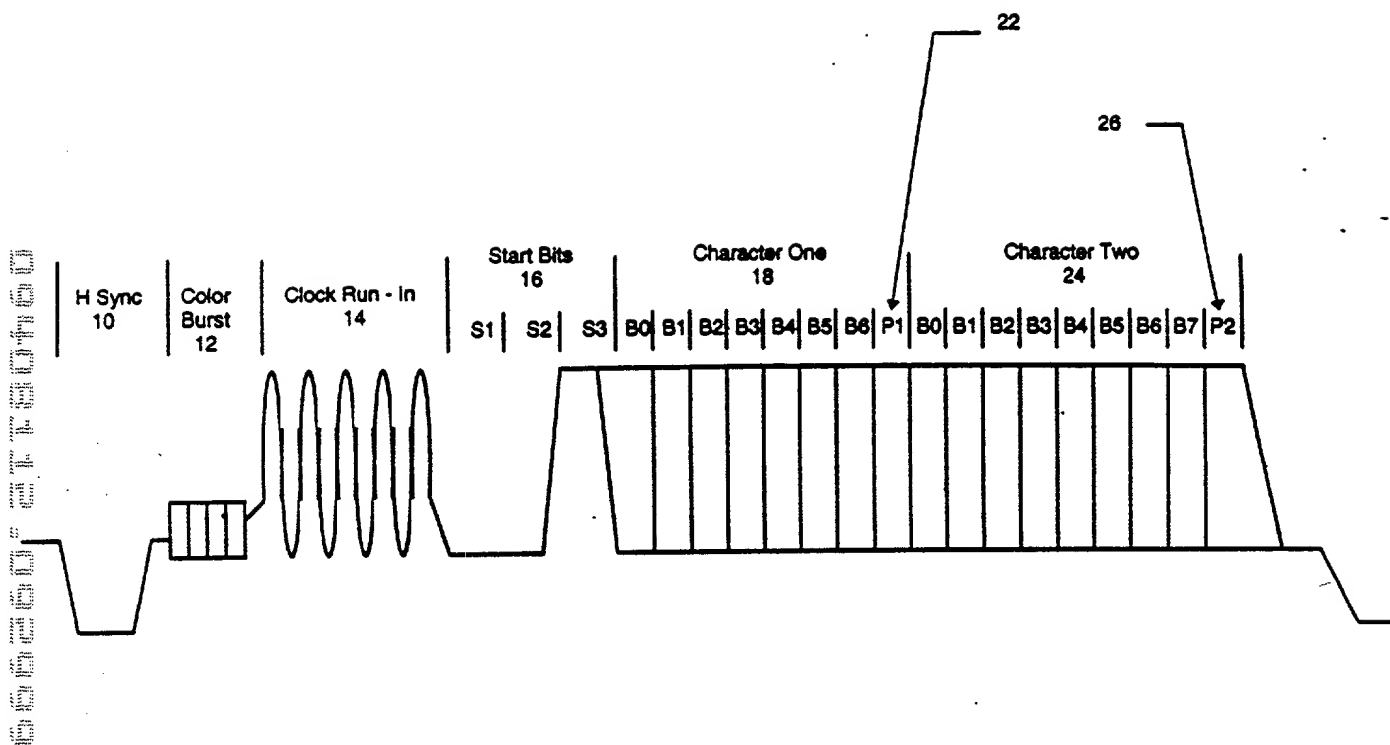 22
26
Start Bits
16
Character One
18
Character Two
24
H Sync
10
Color
Burst
12
Clock Run - in
14
S1 S2 S3 B0 B1 B2 B3 B4 B5 B6 P1 B0 B1 B2 B3 B4 B5 B6 B7 P2